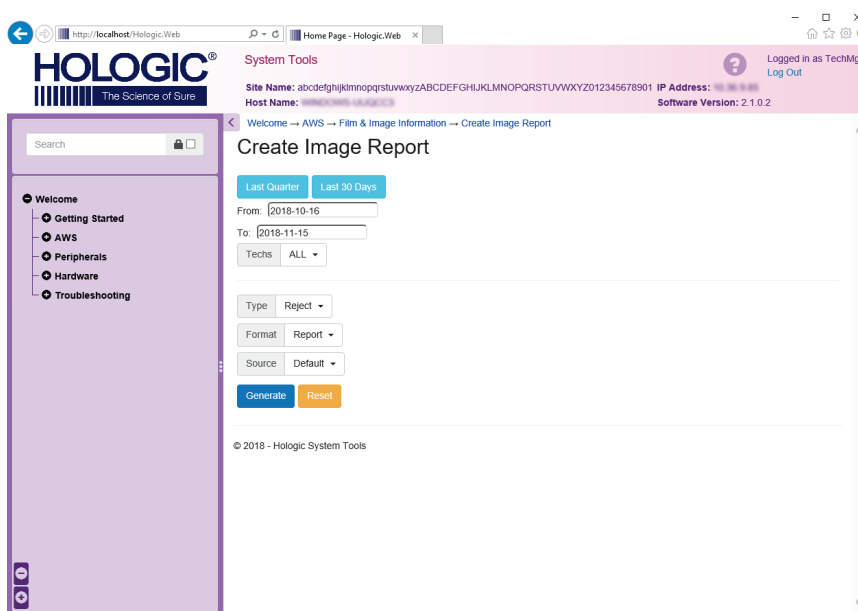 http://localhost/Hologic.Web
Home Page - Hologic.Web
HOLOGIC®
The Science of Sure
System Tools
Logged in as TechMg
Log Out
Site Name: abcdefghijklmnopqrstuvwxyzABCDEFGHIJKLMNOPQRSTUVWXYZ012345678901 IP Address:
Host Name:
Software Version: 2.1.0.2
Welcome → AWS → Film & Image Information → Create Image Report
Search
Create Image Report
Last Quarter Last 30 Days
From: 2018-10-16
To: 2018-11-15
Techs ALL
Welcome
Getting Started
AWS
Peripherals
Hardware
Troubleshooting
Type Reject
Format Report
Source Default
Generate Reset
© 2018 - Hologic System Tools